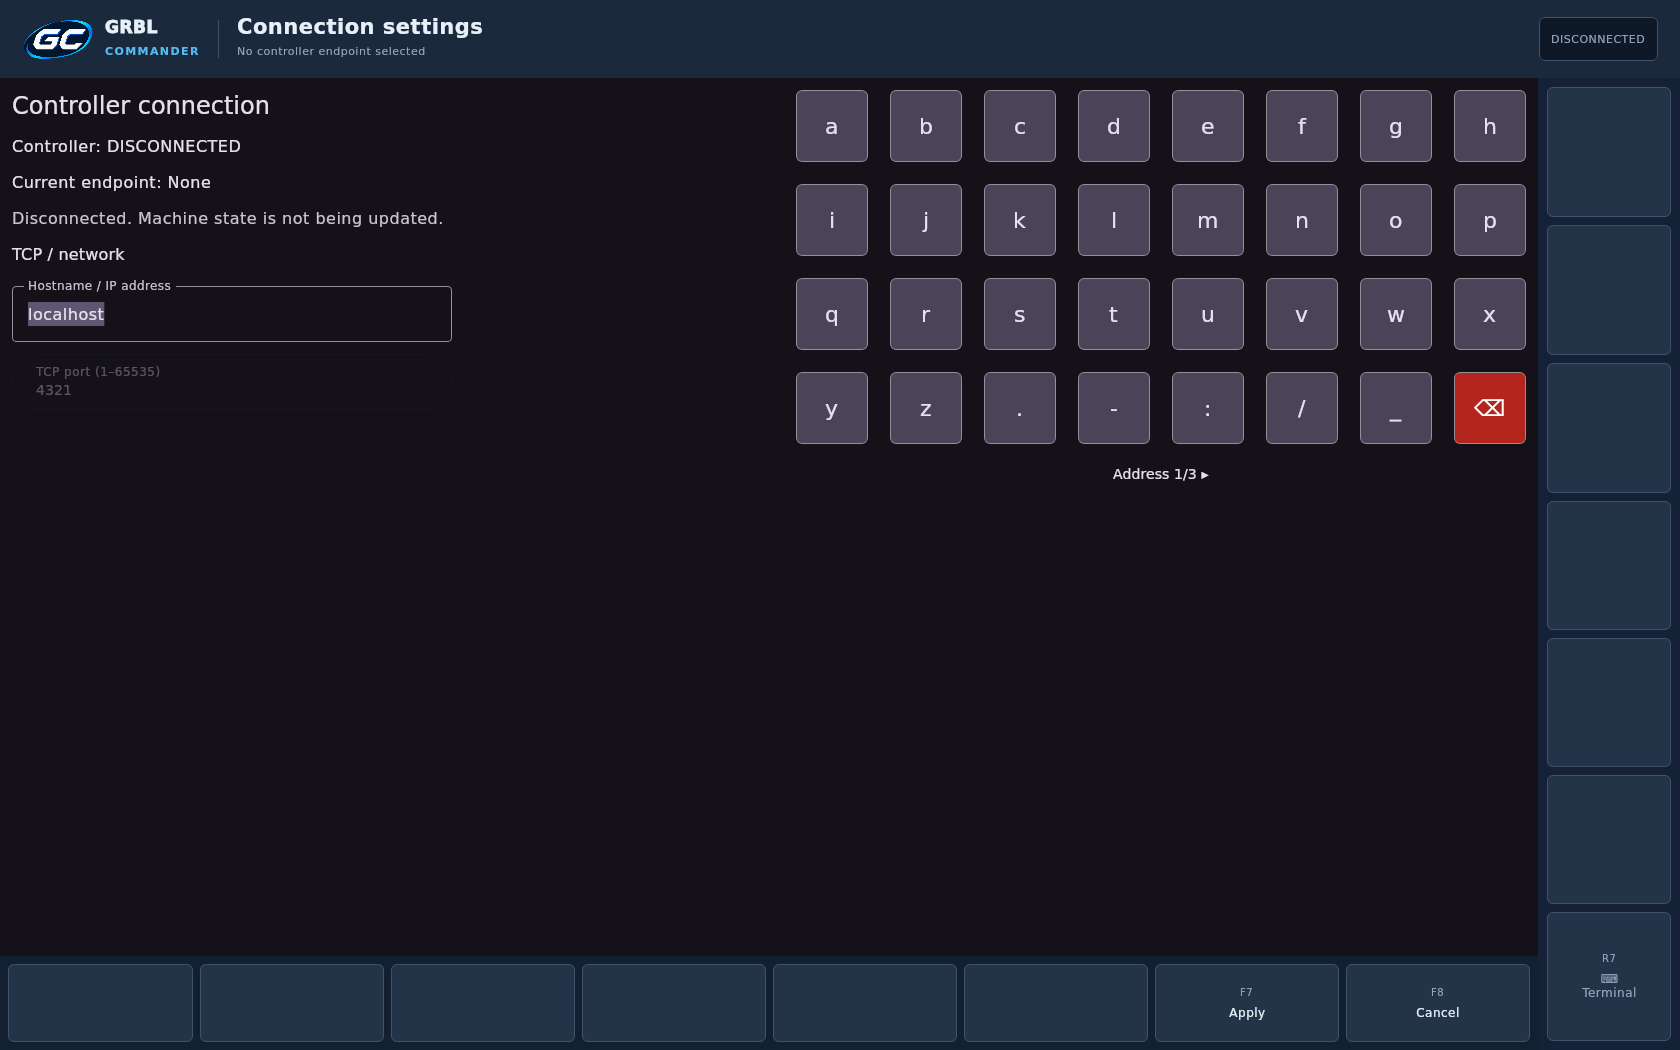 GC
GRBL
COMMANDER
Connection settings
No controller endpoint selected
DISCONNECTED
Controller connection
Controller: DISCONNECTED
Current endpoint: None
Disconnected. Machine state is not being updated.
TCP / network
Hostname / IP address
localhost
TCP port (1–65535)
4321
a b c d e f g h
i j k l m n o p
q r s t u v w x
y z . - : / _ ⌫
Address 1/3 ▸
R7
⌨
Terminal
F7
Apply
F8
Cancel